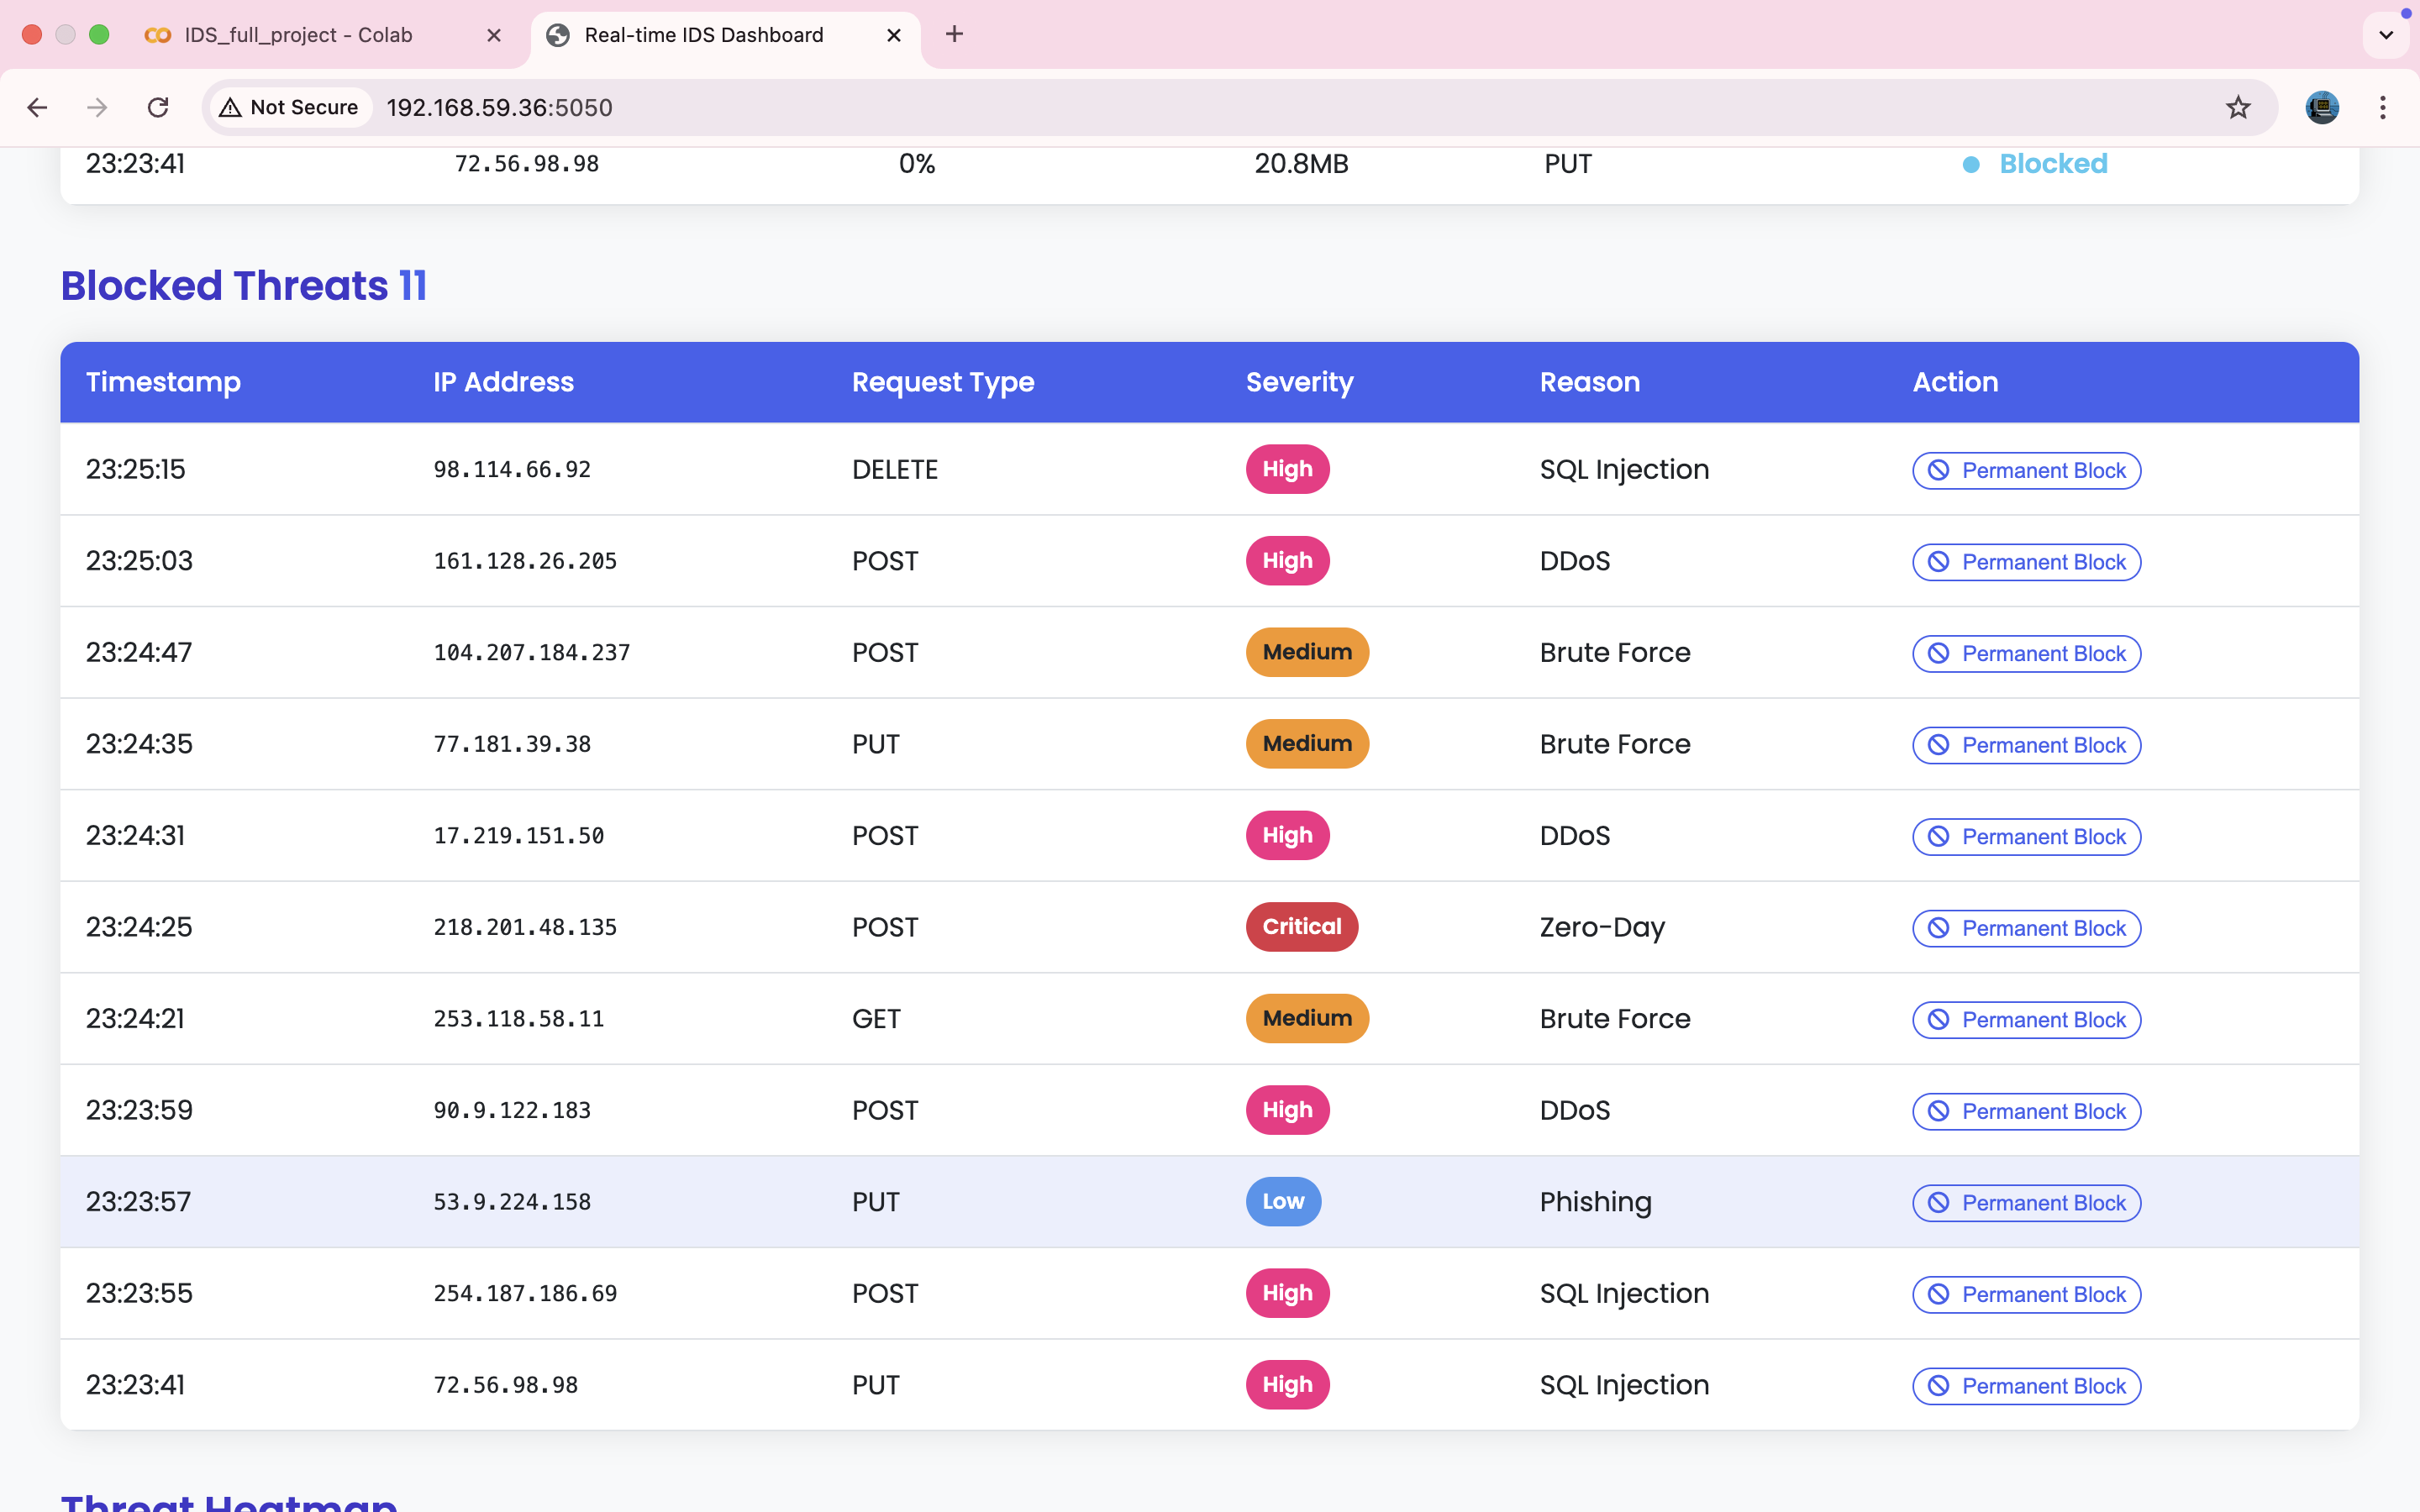 IDS_full_project - Colab
Real-time IDS Dashboard
Not Secure 192.168.59.36:5050
23:23:41 72.56.98.98 0% 20.8MB PUT Blocked
Blocked Threats 11
Timestamp IP Address Request Type Severity Reason Action
23:25:15 98.114.66.92 DELETE High SQL Injection Permanent Block
23:25:03 161.128.26.205 POST High DDoS Permanent Block
23:24:47 104.207.184.237 POST Medium Brute Force Permanent Block
23:24:35 77.181.39.38 PUT Medium Brute Force Permanent Block
23:24:31 17.219.151.50 POST High DDoS Permanent Block
23:24:25 218.201.48.135 POST Critical Zero-Day Permanent Block
23:24:21 253.118.58.11 GET Medium Brute Force Permanent Block
23:23:59 90.9.122.183 POST High DDoS Permanent Block
23:23:57 53.9.224.158 PUT Low Phishing Permanent Block
23:23:55 254.187.186.69 POST High SQL Injection Permanent Block
23:23:41 72.56.98.98 PUT High SQL Injection Permanent Block
Threat Heatmap